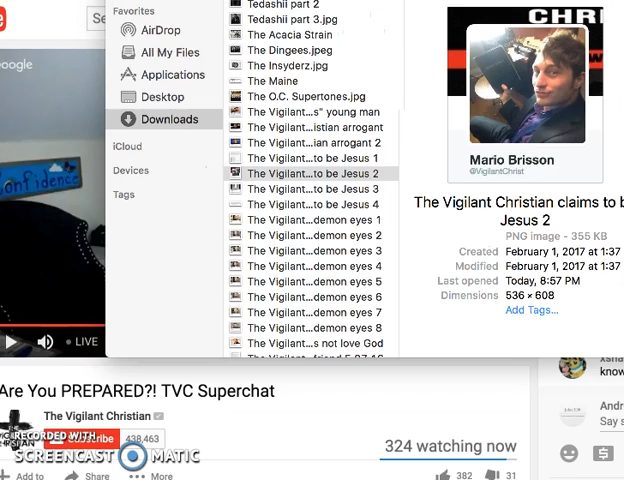 Favorites
AirDrop
All My Files
Applications
Desktop
Downloads
iCloud
Devices
Tags
Tedashii part 2
Tedashii part 3.jpg
The Acacia Strain
The Dingees.jpeg
The Insyderz.jpg
The Maine
The O.C. Supertones.jpg
The Vigilant...s" young man
The Vigilant...istian arrogant
The Vigilant...ian arrogant 2
The Vigilant...to be Jesus 1
The Vigilant...to be Jesus 2
The Vigilant...to be Jesus 3
The Vigilant...to be Jesus 4
The Vigilant...demon eyes 1
The Vigilant...demon eyes 2
The Vigilant...demon eyes 3
The Vigilant...demon eyes 4
The Vigilant...demon eyes 5
The Vigilant...demon eyes 6
The Vigilant...demon eyes 7
The Vigilant...demon eyes 8
The Vigilant...s not love God
CHRI
Mario Brisson
@VigilantChrist
The Vigilant Christian claims to b
Jesus 2
PNG image - 355 KB
Created February 1, 2017 at 1:37
Modified February 1, 2017 at 1:37
Last opened Today, 8:57 PM
Dimensions 536 × 608
Add Tags...
e
Se
oogle
onfidence
LIVE
Are You PREPARED?! TVC Superchat
The Vigilant Christian
Subscribe 438,463
RECORDED WITH
SCREENCAST MATIC
324 watching now
Add to Share More
382 31
know
Andr
Say s